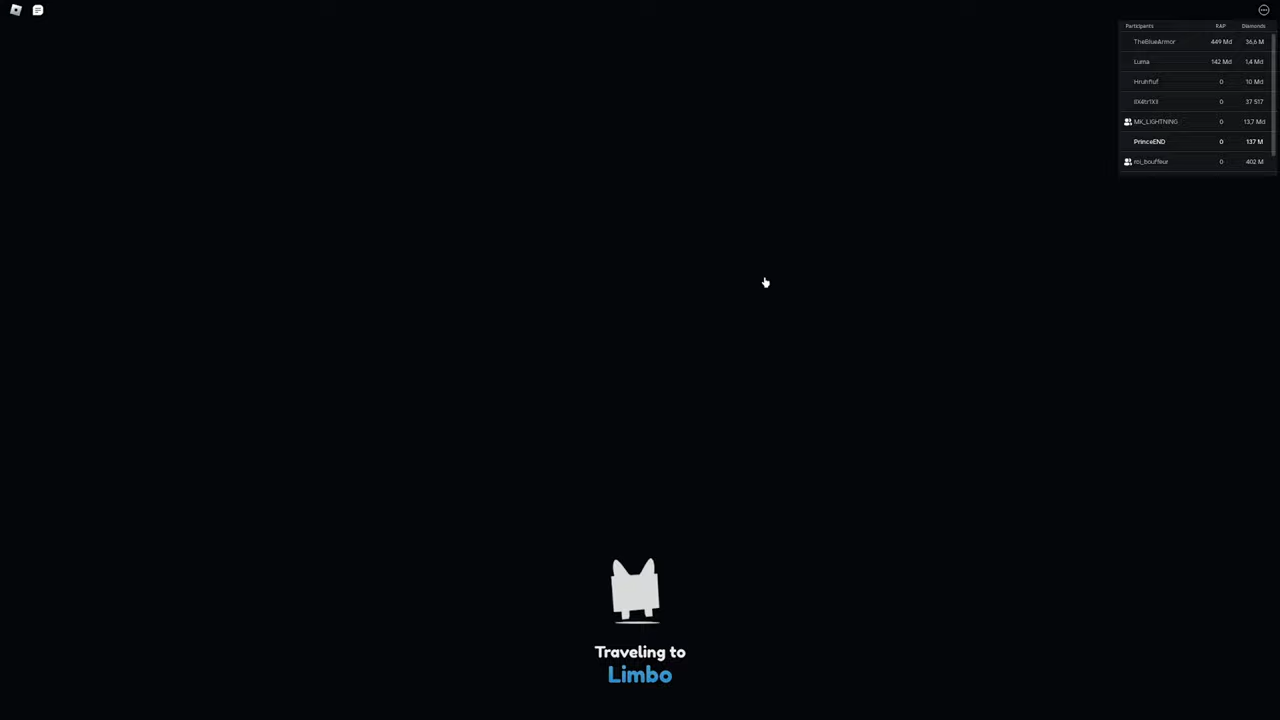 Participants RAP Diamonds
TheBlueArmor 449 Md 36,6 M
Luma 142 Md 1,4 Md
Hruhfluf 0 10 Md
0 37 517
MK_LIGHTNING 0 13,7 Md
PrinceEND 0 137 M
roi_bouffeur 0 402 M
Traveling to
Limbo